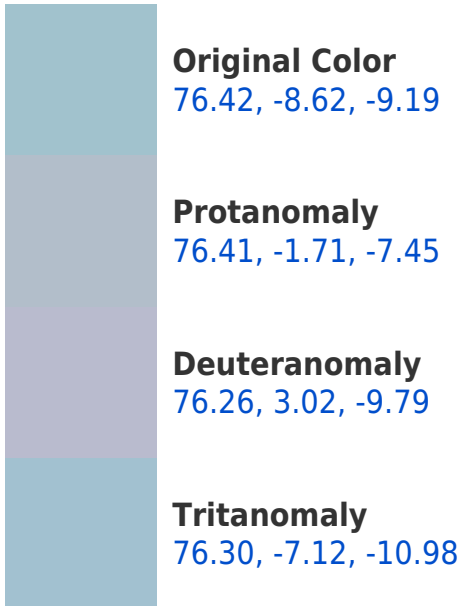 Original Color
76.42, -8.62, -9.19
Protanomaly
76.41, -1.71, -7.45
Deuteranomaly
76.26, 3.02, -9.79
Tritanomaly
76.30, -7.12, -10.98